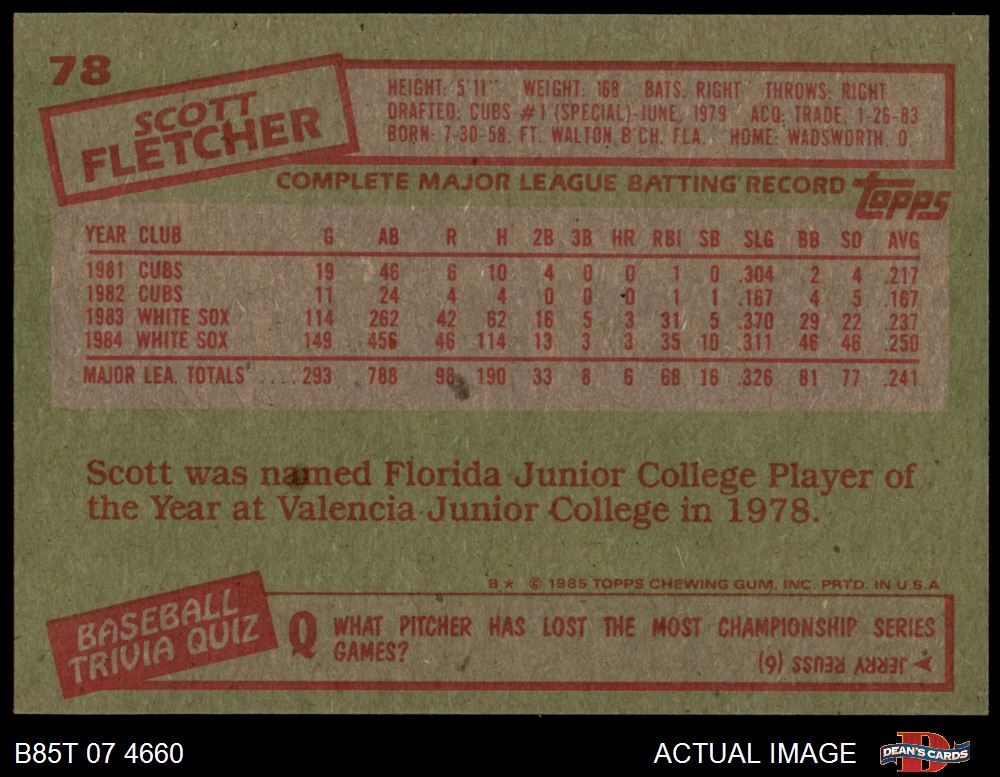 78
SCOTT
FLETCHER
HEIGHT: 5'11" WEIGHT: 168 BATS: RIGHT THROWS: RIGHT
DRAFTED: CUBS #1 (SPECIAL)-JUNE, 1979 ACQ: TRADE, 1-26-83
BORN: 7-30-58, FT. WALTON B'CH, FLA. HOME: WADSWORTH, O.
COMPLETE MAJOR LEAGUE BATTING RECORD topps
YEAR CLUB G AB R H 2B 3B HR RBI SB SLG BB SO AVG
1981 CUBS 19 46 6 10 4 0 0 1 0 .304 2 4 .217
1982 CUBS 11 24 4 4 0 0 0 1 1 .167 4 5 .167
1983 WHITE SOX 114 262 42 62 16 5 3 31 5 .370 29 22 .237
1984 WHITE SOX 149 456 46 114 13 3 3 35 10 .311 46 46 .250
MAJOR LEA. TOTALS .... 293 788 98 190 33 8 6 68 16 .326 81 77 .241
Scott was named Florida Junior College Player of
the Year at Valencia Junior College in 1978.
B* © 1985 TOPPS CHEWING GUM, INC. PRTD. IN U.S.A
BASEBALL
TRIVIA QUIZ
Q WHAT PITCHER HAS LOST THE MOST CHAMPIONSHIP SERIES
GAMES?
JERRY REUSS (6)
B85T 07 4660
ACTUAL IMAGE
D
DEAN'S CARDS